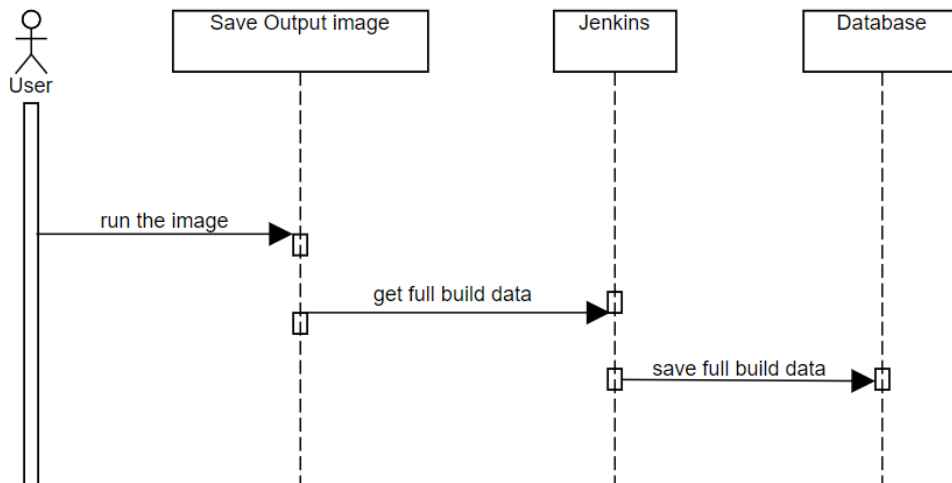 Save Output image
Jenkins
Database
User
run the image
get full build data
save full build data